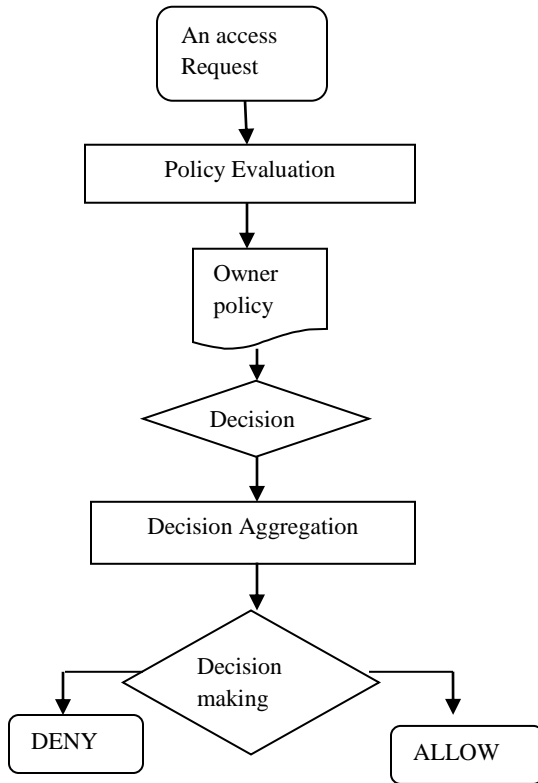 An access
Request
Policy Evaluation
Owner
policy
Decision
Decision Aggregation
Decision
making
DENY
ALLOW